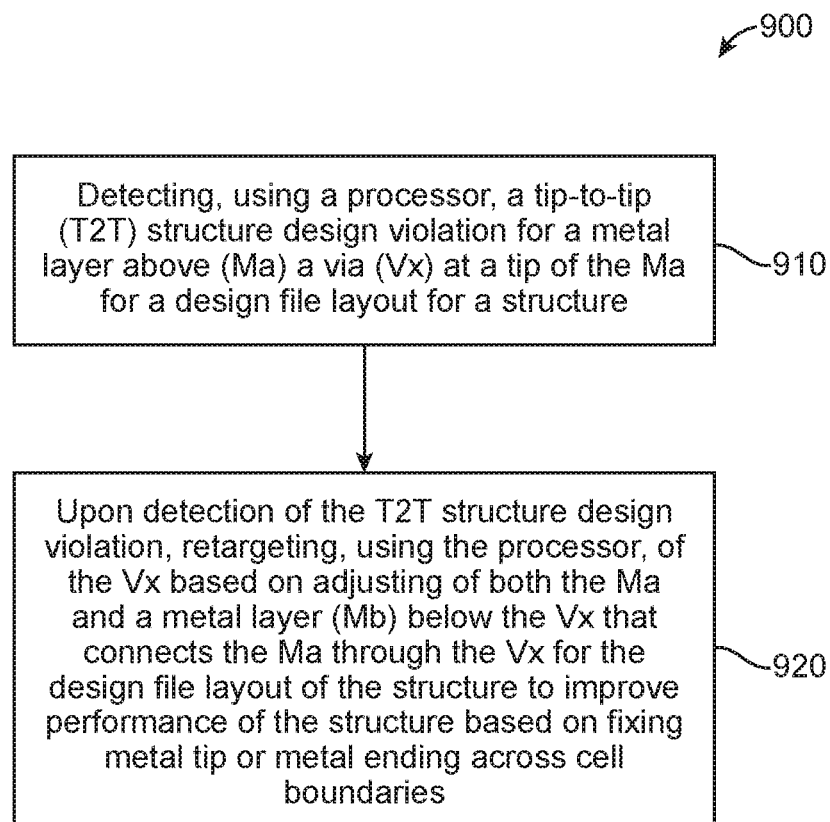 900
Detecting, using a processor, a tip-to-tip
(T2T) structure design violation for a metal
layer above (Ma) a via (Vx) at a tip of the Ma
for a design file layout for a structure
910
Upon detection of the T2T structure design
violation, retargeting, using the processor, of
the Vx based on adjusting of both the Ma
and a metal layer (Mb) below the Vx that
connects the Ma through the Vx for the
design file layout of the structure to improve
performance of the structure based on fixing
metal tip or metal ending across cell
boundaries
920